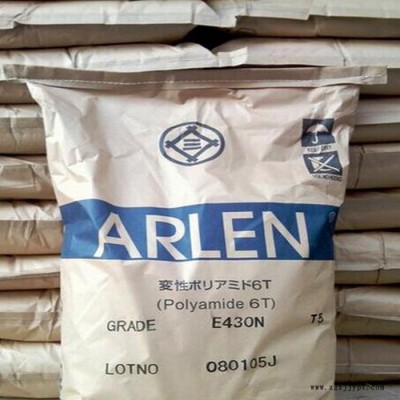 ARLEN
変性ポリアミド6T
(Polyamide 6T)
GRADE E430N T5
LOTNO 080105J